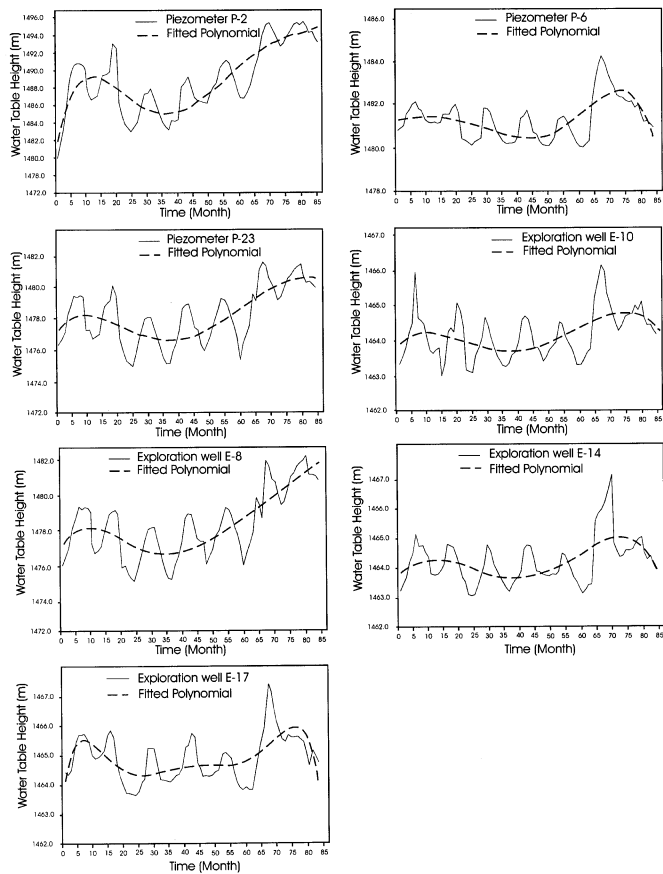 Piezometer P-2
Fitted Polynomial
Water Table Height (m)
1496.0
1494.0
1492.0
1490.0
1488.0
1486.0
1484.0
1482.0
1480.0
1478.0
1476.0
1474.0
1472.0
0 5 10 15 20 25 30 35 40 45 50 55 60 65 70 75 80 85
Time (Month)
Piezometer P-6
Fitted Polynomial
Water Table Height (m)
1486.0
1484.0
1482.0
1480.0
1478.0
0 5 10 15 20 25 30 35 40 45 50 55 60 65 70 75 80 85
Time (Month)
Piezometer P-23
Fitted Polynomial
Water Table Height (m)
1482.0
1480.0
1478.0
1476.0
1474.0
1472.0
0 5 10 15 20 25 30 35 40 45 50 55 60 65 70 75 80 85
Time (Month)
Exploration well E-10
Fitted Polynomial
Water Table Height (m)
1467.0
1466.0
1465.0
1464.0
1463.0
1462.0
0 5 10 15 20 25 30 35 40 45 50 55 60 65 70 75 80 85
Time (Month)
Exploration well E-8
Fitted Polynomial
Water Table Height (m)
1482.0
1480.0
1478.0
1476.0
1474.0
1472.0
0 5 10 15 20 25 30 35 40 45 50 55 60 65 70 75 80 85
Time (Month)
Exploration well E-14
Fitted Polynomial
Water Table Height (m)
1467.0
1466.0
1465.0
1464.0
1463.0
1462.0
0 5 10 15 20 25 30 35 40 45 50 55 60 65 70 75 80 85
Time (Month)
Exploration well E-17
Fitted Polynomial
Water Table Height (m)
1467.0
1466.0
1465.0
1464.0
1463.0
1462.0
0 5 10 15 20 25 30 35 40 45 50 55 60 65 70 75 80 85
Time (Month)